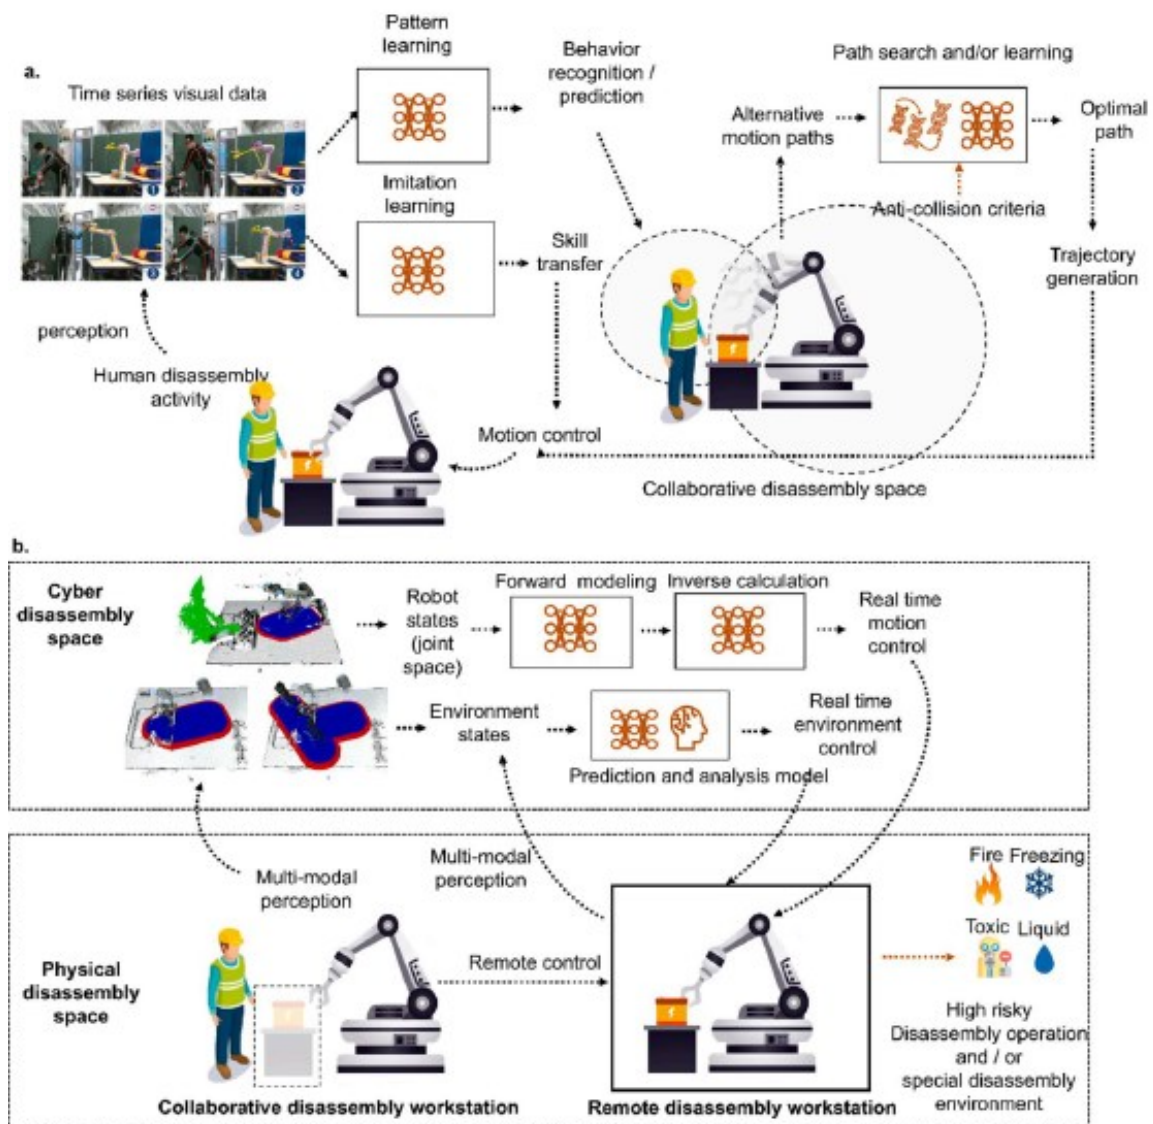 a.
Time series visual data
1
2
3
4
Pattern
learning
Imitation
learning
Behavior
recognition /
prediction
Skill
transfer
Path search and/or learning
Alternative
motion paths
Optimal
path
Anti-collision criteria
Trajectory
generation
perception
Human disassembly
activity
Motion control
Collaborative disassembly space
b.
Cyber
disassembly
space
Robot
states
(joint
space)
Forward modeling
Inverse calculation
Real time
motion
control
Environment
states
Real time
environment
control
Prediction and analysis model
Multi-modal
perception
Multi-modal
perception
Fire Freezing
Toxic Liquid
Physical
disassembly
space
Remote control
High risky
Disassembly operation
and / or
special disassembly
environment
Collaborative disassembly workstation
Remote disassembly workstation